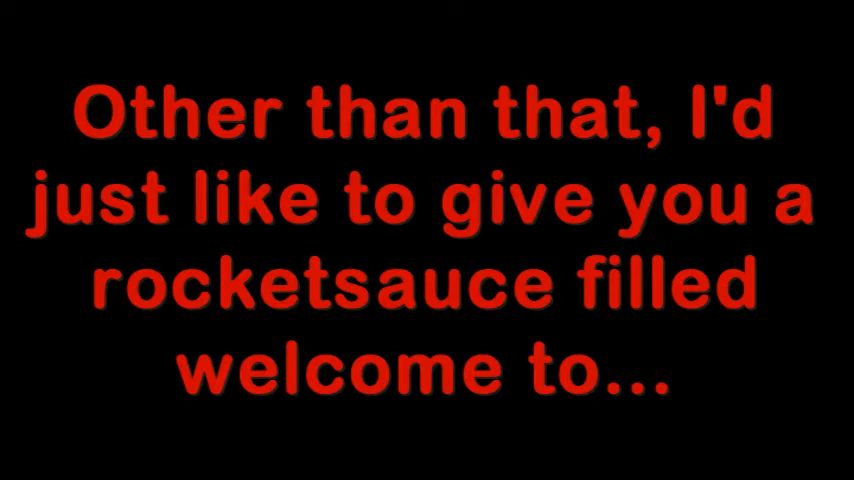 Other than that, I'd
just like to give you a
rocketsauce filled
welcome to...